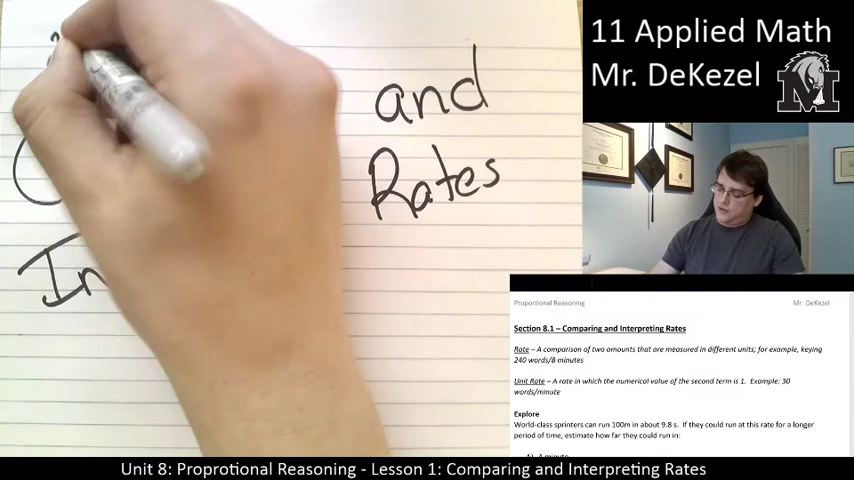 and
Rates
In
11 Applied Math
Mr. DeKezel
M
Proportional Reasoning Mr. DeKezel
Section 8.1 – Comparing and Interpreting Rates
Rate – A comparison of two amounts that are measured in different units; for example, keying
240 words/8 minutes
Unit Rate – A rate in which the numerical value of the second term is 1. Example: 30
words/minute
Explore
World-class sprinters can run 100m in about 9.8 s. If they could run at this rate for a longer
period of time, estimate how far they could run in:
A) A minute
Unit 8: Proprotional Reasoning - Lesson 1: Comparing and Interpreting Rates